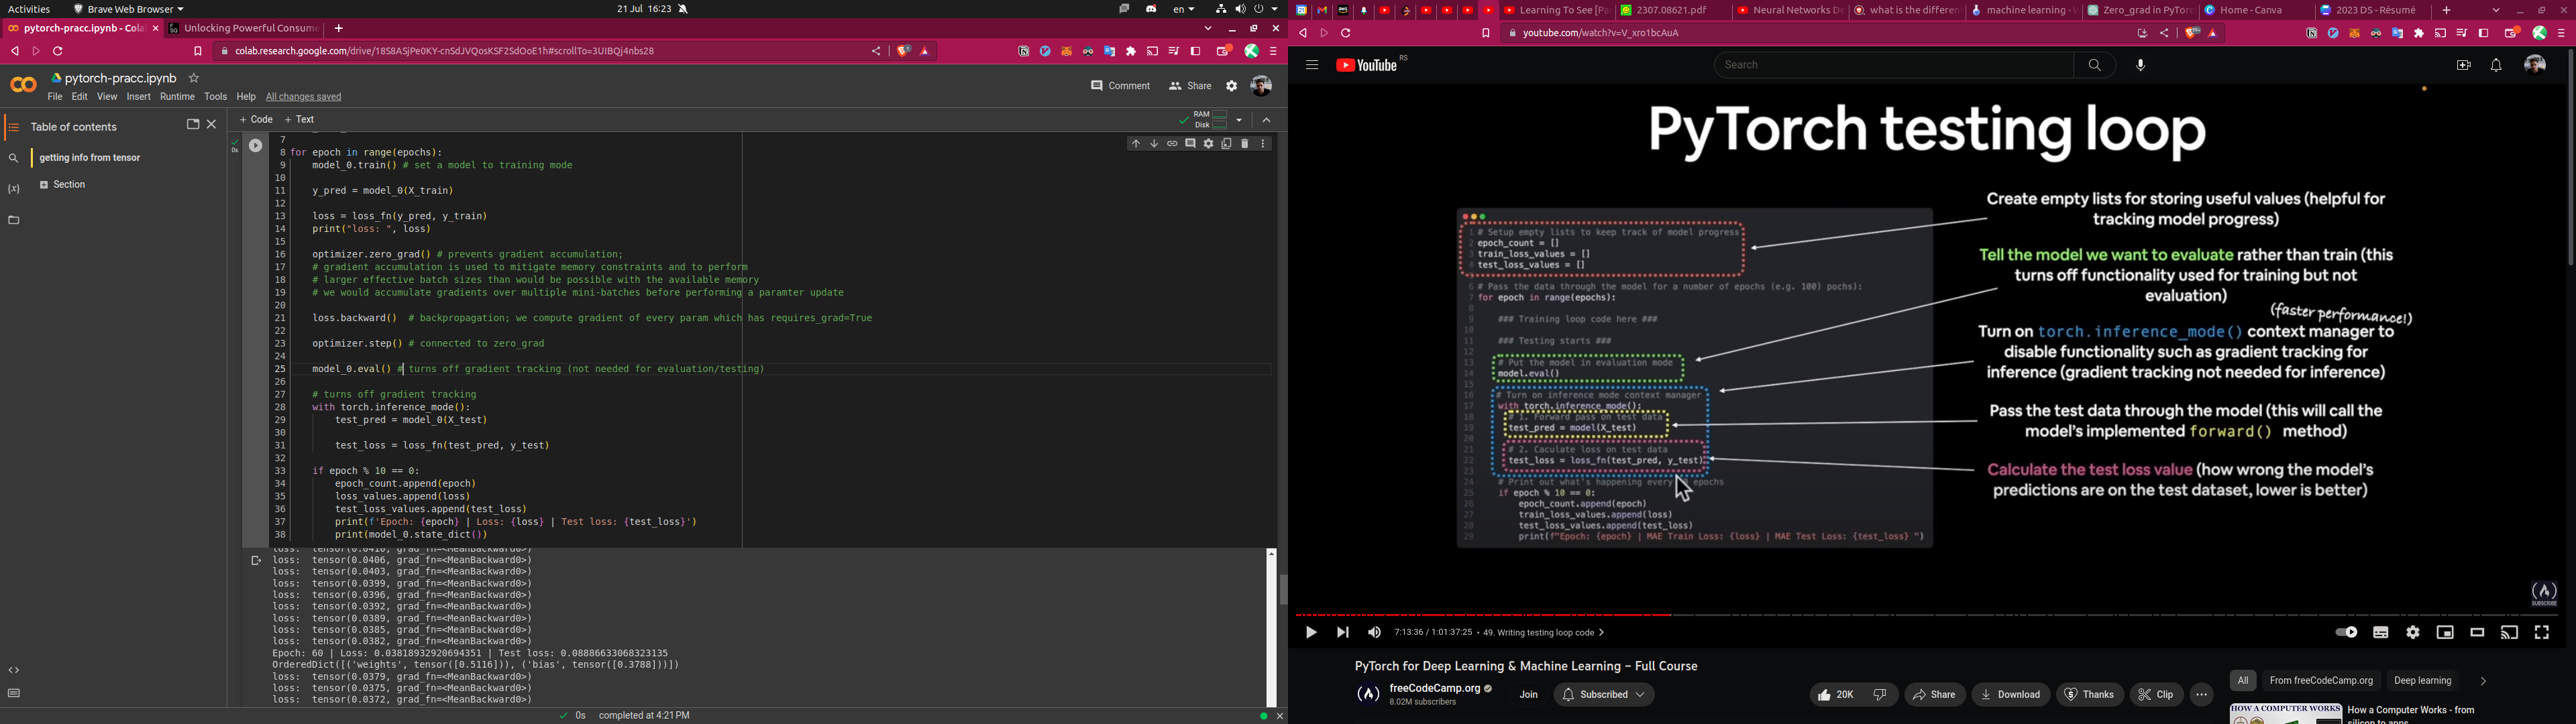 Activities
Brave Web Browser
21 Jul 16:23
en
pytorch-pracc.ipynb - Cola
Unlocking Powerful Consume
colab.research.google.com/drive/18S8ASjPe0KY-cnSdJVQosKSF2SdOoE1h#scrollTo=3UIBQj4nbs28
pytorch-pracc.ipynb
File Edit View Insert Runtime Tools Help All changes saved
Comment
Share
Table of contents
getting info from tensor
Section
+ Code + Text
RAM
Disk
0s
7
8 for epoch in range(epochs):
9 model_0.train() # set a model to training mode
10
11 y_pred = model_0(X_train)
12
13 loss = loss_fn(y_pred, y_train)
14 print("loss: ", loss)
15
16 optimizer.zero_grad() # prevents gradient accumulation;
17 # gradient accumulation is used to mitigate memory constraints and to perform
18 # larger effective batch sizes than would be possible with the available memory
19 # we would accumulate gradients over multiple mini-batches before performing a paramter update
20
21 loss.backward() # backpropagation; we compute gradient of every param which has requires_grad=True
22
23 optimizer.step() # connected to zero_grad
24
25 model_0.eval() # turns off gradient tracking (not needed for evaluation/testing)
26
27 # turns off gradient tracking
28 with torch.inference_mode():
29 test_pred = model_0(X_test)
30
31 test_loss = loss_fn(test_pred, y_test)
32
33 if epoch % 10 == 0:
34 epoch_count.append(epoch)
35 loss_values.append(loss)
36 test_loss_values.append(test_loss)
37 print(f'Epoch: {epoch} | Loss: {loss} | Test loss: {test_loss}')
38 print(model_0.state_dict())
loss: tensor(0.0410, grad_fn=<MeanBackward0>)
loss: tensor(0.0406, grad_fn=<MeanBackward0>)
loss: tensor(0.0403, grad_fn=<MeanBackward0>)
loss: tensor(0.0399, grad_fn=<MeanBackward0>)
loss: tensor(0.0396, grad_fn=<MeanBackward0>)
loss: tensor(0.0392, grad_fn=<MeanBackward0>)
loss: tensor(0.0389, grad_fn=<MeanBackward0>)
loss: tensor(0.0385, grad_fn=<MeanBackward0>)
loss: tensor(0.0382, grad_fn=<MeanBackward0>)
Epoch: 60 | Loss: 0.03818932920694351 | Test loss: 0.08886633068323135
OrderedDict([('weights', tensor([0.5116])), ('bias', tensor([0.3788]))])
loss: tensor(0.0379, grad_fn=<MeanBackward0>)
loss: tensor(0.0375, grad_fn=<MeanBackward0>)
loss: tensor(0.0372, grad_fn=<MeanBackward0>)
0s completed at 4:21 PM
Learning To See [Pa
2307.08621.pdf
Neural Networks De
what is the differen
machine learning - W
Zero_grad in PyTorc
Home - Canva
2023 DS - Résumé
youtube.com/watch?v=V_xro1bcAuA
YouTube RS
Search
PyTorch testing loop
1 # Setup empty lists to keep track of model progress
2 epoch_count = []
3 train_loss_values = []
4 test_loss_values = []
5
6 # Pass the data through the model for a number of epochs (e.g. 100) pochs):
7 for epoch in range(epochs):
8
9 ### Training loop code here ###
10
11 ### Testing starts ###
12
13 # Put the model in evaluation mode
14 model.eval()
15
16 # Turn on inference mode context manager
17 with torch.inference_mode():
18 # 1. Forward pass on test data
19 test_pred = model(X_test)
20
21 # 2. Caculate loss on test data
22 test_loss = loss_fn(test_pred, y_test)
23
24 # Print out what's happening every epochs
25 if epoch % 10 == 0:
26 epoch_count.append(epoch)
27 train_loss_values.append(loss)
28 test_loss_values.append(test_loss)
29 print(f"Epoch: {epoch} | MAE Train Loss: {loss} | MAE Test Loss: {test_loss} ")
Create empty lists for storing useful values (helpful for
tracking model progress)
Tell the model we want to evaluate rather than train (this
turns off functionality used for training but not
evaluation)
(faster performance!)
Turn on torch.inference_mode() context manager to
disable functionality such as gradient tracking for
inference (gradient tracking not needed for inference)
Pass the test data through the model (this will call the
model's implemented forward() method)
Calculate the test loss value (how wrong the model's
predictions are on the test dataset, lower is better)
SUBSCRIBE
7:13:36 / 1:01:37:25 • 49. Writing testing loop code
PyTorch for Deep Learning & Machine Learning – Full Course
freeCodeCamp.org
8.02M subscribers
Join
Subscribed
20K
Share
Download
Thanks
Clip
All
From freeCodeCamp.org
Deep learning
HOW A COMPUTER WORKS
How a Computer Works - from
silicon to apps